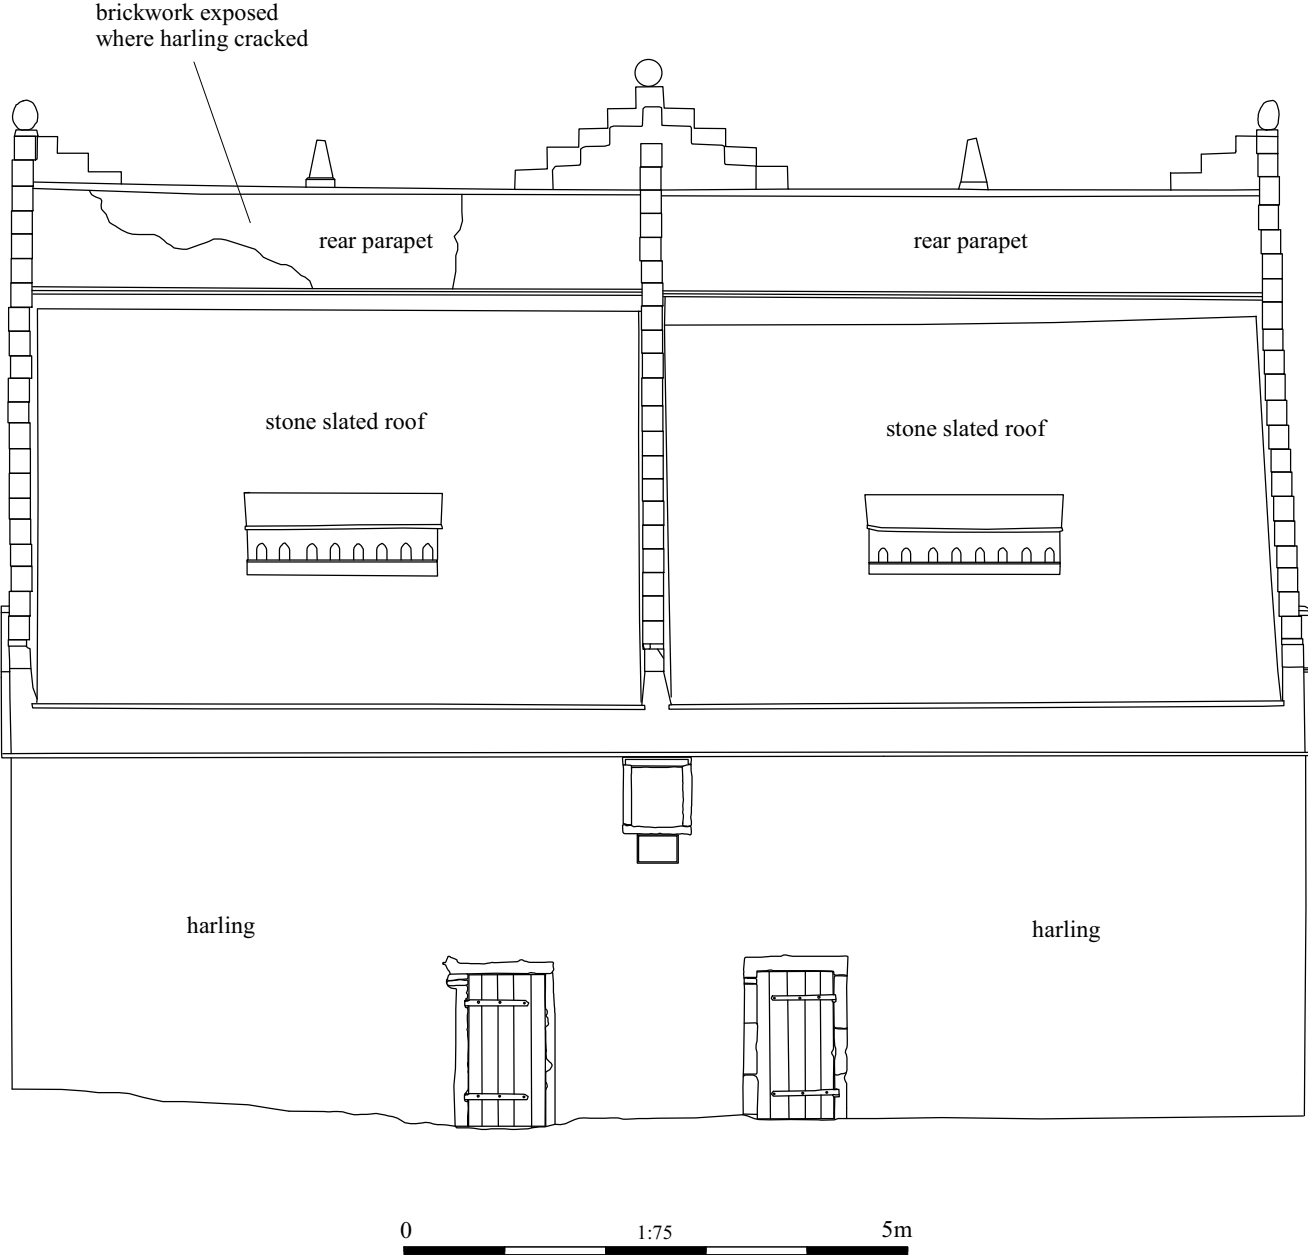 brickwork exposed
where harling cracked
rear parapet
rear parapet
stone slated roof
stone slated roof
harling
harling
0
1:75
5m